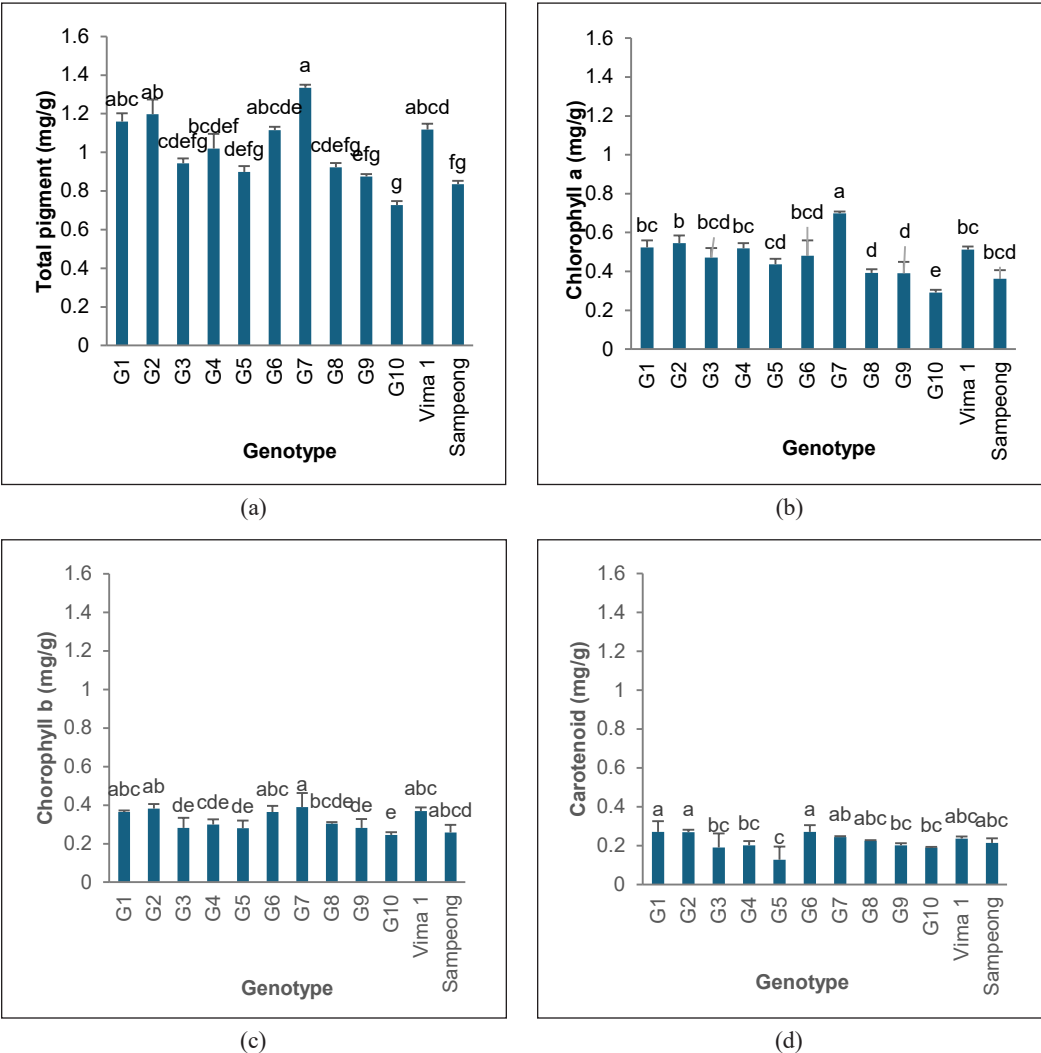 1.6
1.4
1.2
1
0.8
0.6
0.4
0.2
0
Total pigment (mg/g)
abc
ab
cdefg
bcdef
defg
abcde
a
cdefg
efg
g
abcd
fg
G1
G2
G3
G4
G5
G6
G7
G8
G9
G10
Vima 1
Sampeong
Genotype
(a)
1.6
1.4
1.2
1
0.8
0.6
0.4
0.2
0
Chlorophyll a (mg/g)
bc
b
bcd
bc
cd
bcd
a
d
d
e
bc
bcd
G1
G2
G3
G4
G5
G6
G7
G8
G9
G10
Vima 1
Sampeong
Genotype
(b)
1.6
1.4
1.2
1
0.8
0.6
0.4
0.2
0
Chorophyll b (mg/g)
abc
ab
de
cde
de
abc
a
bcde
de
e
abc
abcd
G1
G2
G3
G4
G5
G6
G7
G8
G9
G10
Vima 1
Sampeong
Genotype
(c)
1.6
1.4
1.2
1
0.8
0.6
0.4
0.2
0
Carotenoid (mg/g)
a
a
bc
bc
c
a
ab
abc
bc
bc
abc
abc
G1
G2
G3
G4
G5
G6
G7
G8
G9
G10
Vima 1
Sampeong
Genotype
(d)